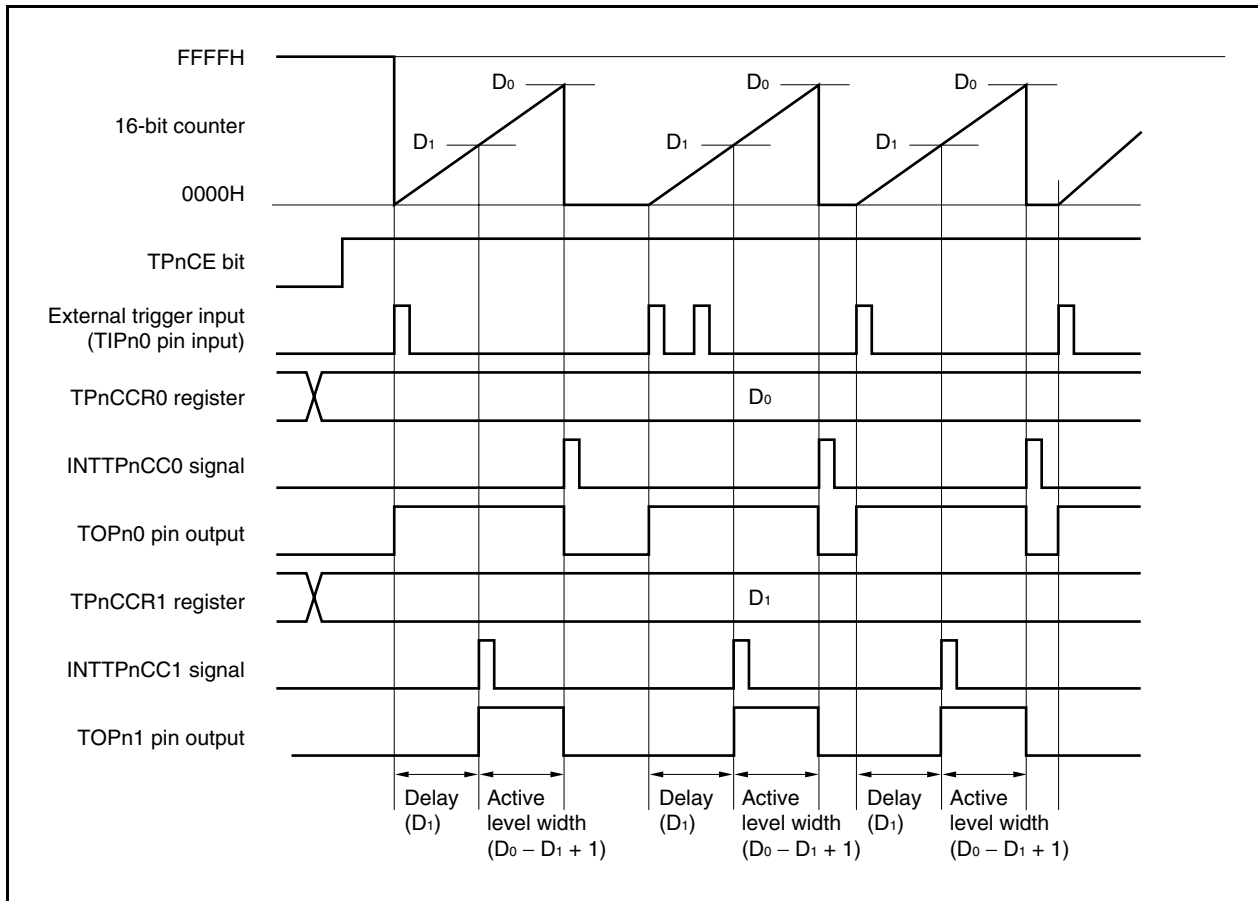 FFFFH
D₀ D₀ D₀
16-bit counter
D₁ D₁ D₁
0000H
TPnCE bit
External trigger input
(TIPn0 pin input)
TPnCCR0 register D₀
INTTPnCC0 signal
TOPn0 pin output
TPnCCR1 register D₁
INTTPnCC1 signal
TOPn1 pin output
Delay Active Delay Active Delay Active
(D₁) level width (D₁) level width (D₁) level width
(D₀ − D₁ + 1) (D₀ − D₁ + 1) (D₀ − D₁ + 1)